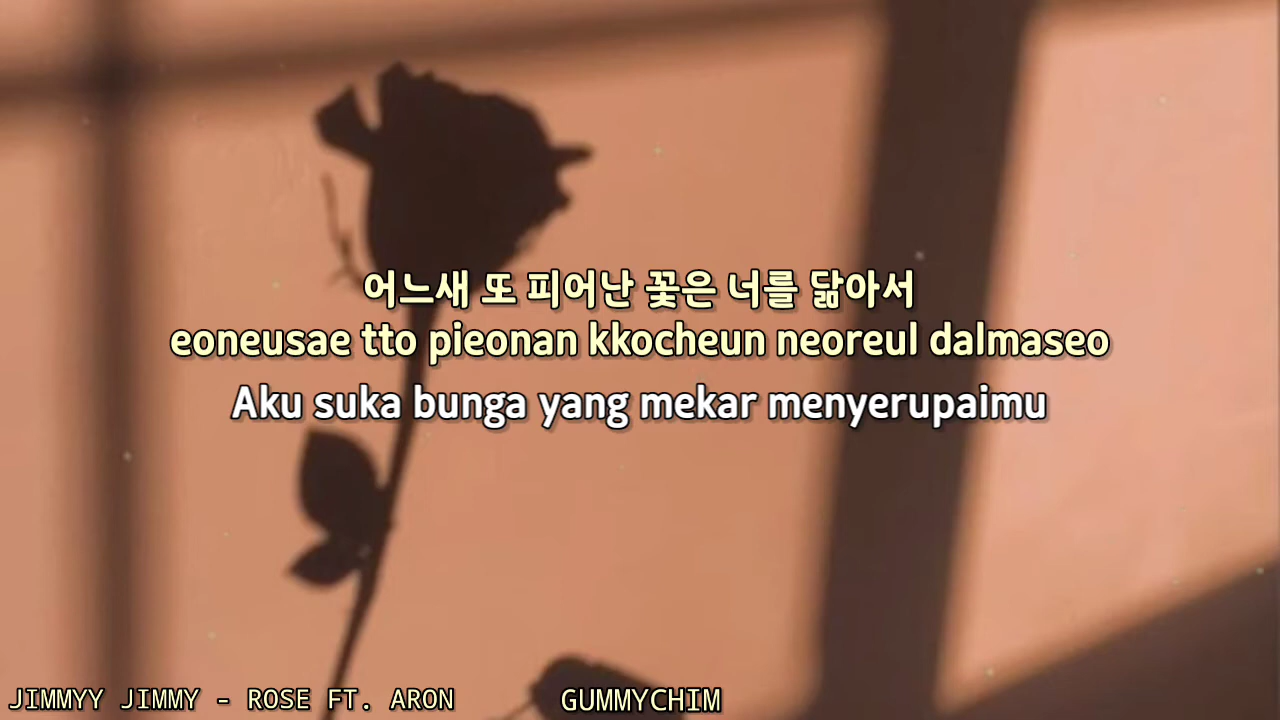 어느새 또 피어난 꽃은 너를 닮아서
eoneusae tto pieonan kkocheun neoreul dalmaseo
Aku suka bunga yang mekar menyerupaimu
JIMMYY JIMMY - ROSE FT. ARON
GUMMYCHIM